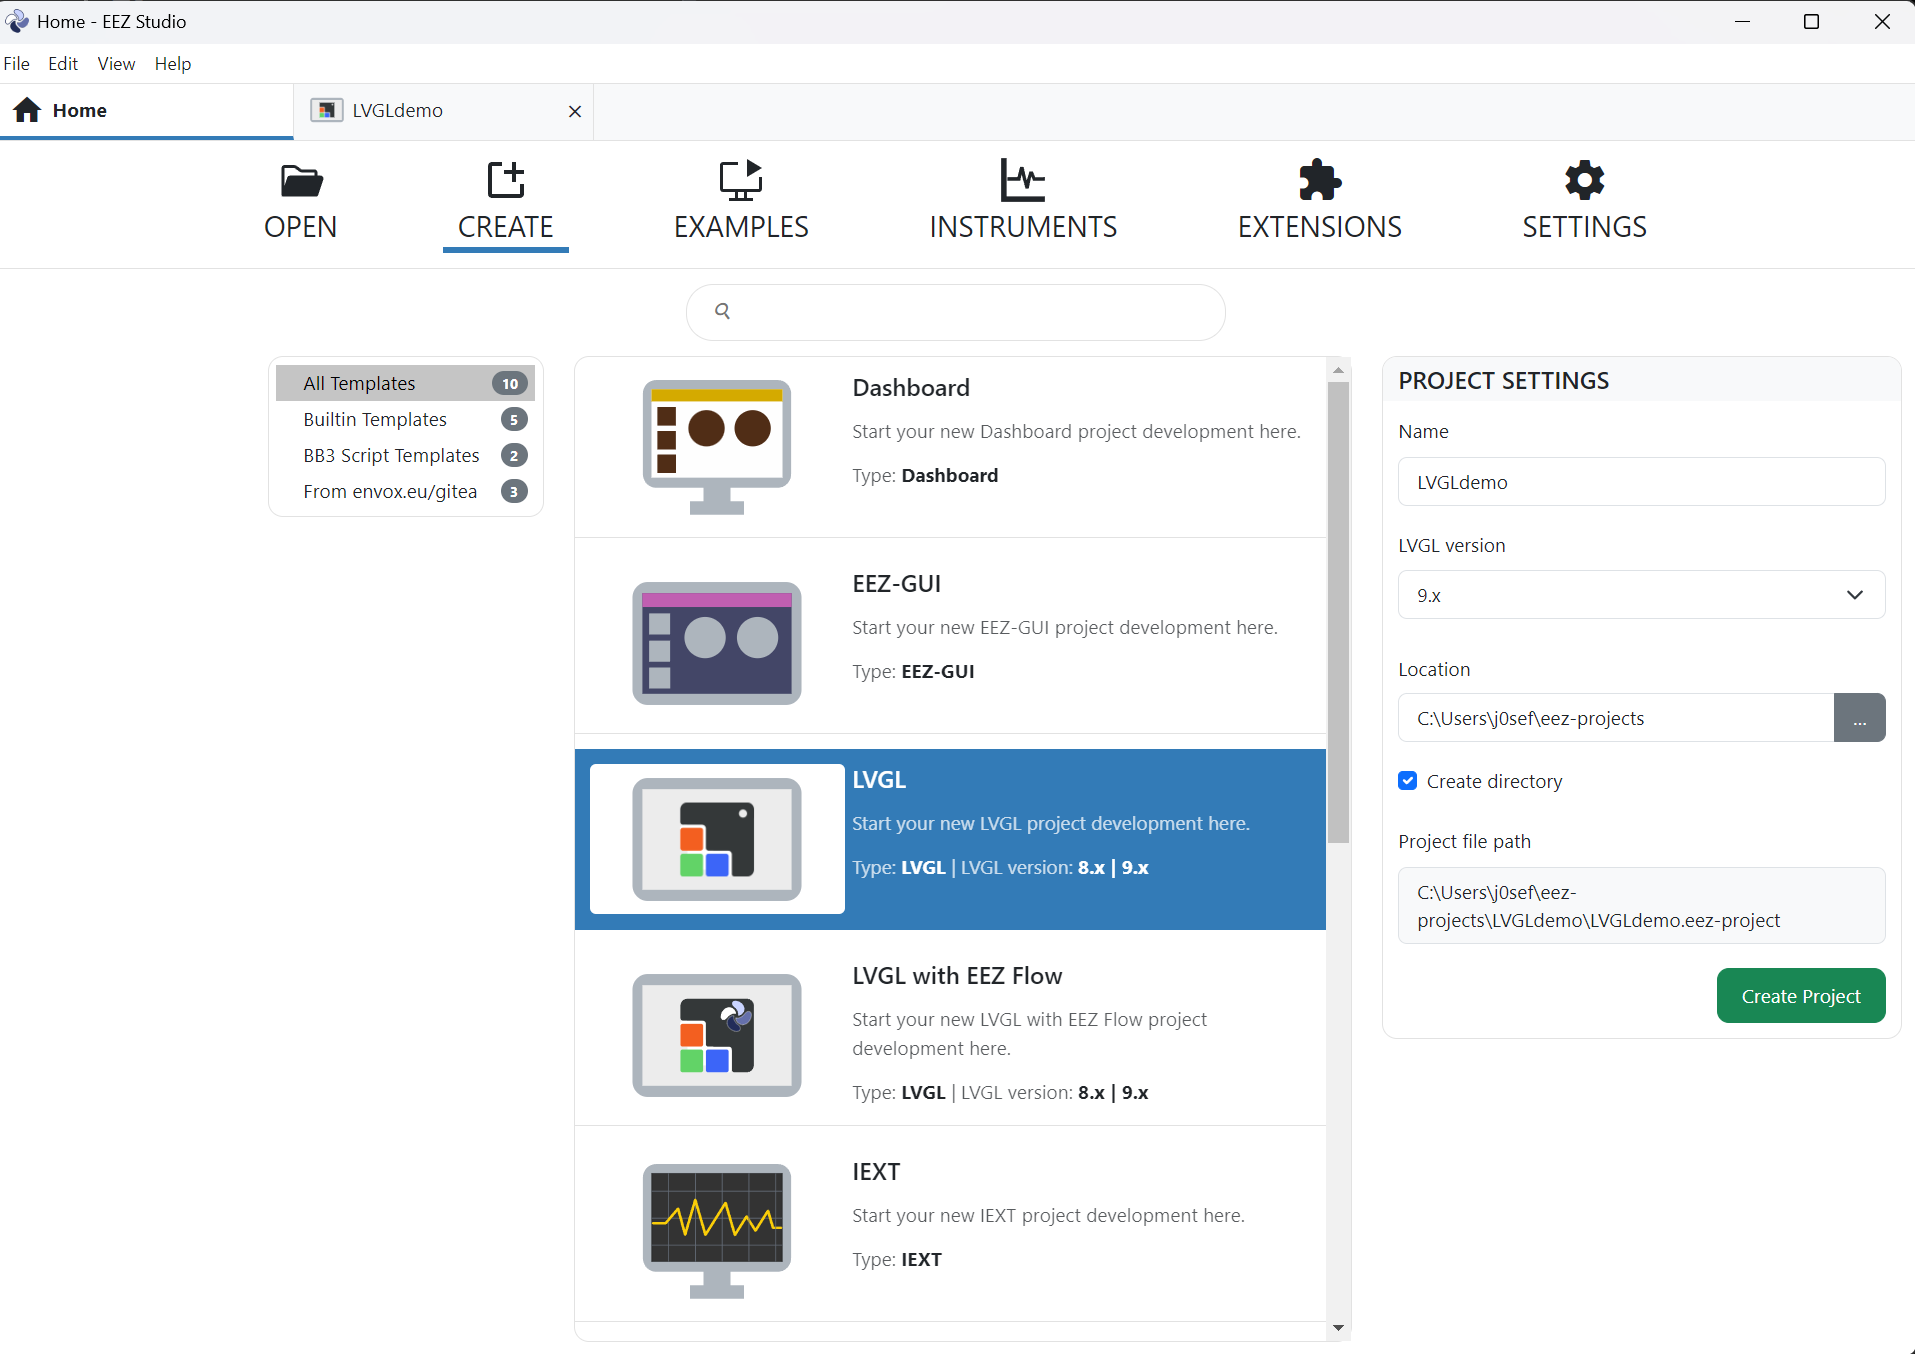 Home - EEZ Studio
File Edit View Help
Home
LVGLdemo
OPEN
CREATE
EXAMPLES
INSTRUMENTS
EXTENSIONS
SETTINGS
All Templates 10
Builtin Templates 5
BB3 Script Templates 2
From envox.eu/gitea 3
Dashboard
Start your new Dashboard project development here.
Type: Dashboard
EEZ-GUI
Start your new EEZ-GUI project development here.
Type: EEZ-GUI
LVGL
Start your new LVGL project development here.
Type: LVGL | LVGL version: 8.x | 9.x
LVGL with EEZ Flow
Start your new LVGL with EEZ Flow project
development here.
Type: LVGL | LVGL version: 8.x | 9.x
IEXT
Start your new IEXT project development here.
Type: IEXT
PROJECT SETTINGS
Name
LVGLdemo
LVGL version
9.x
Location
C:\Users\j0sef\eez-projects
...
Create directory
Project file path
C:\Users\j0sef\eez-
projects\LVGLdemo\LVGLdemo.eez-project
Create Project